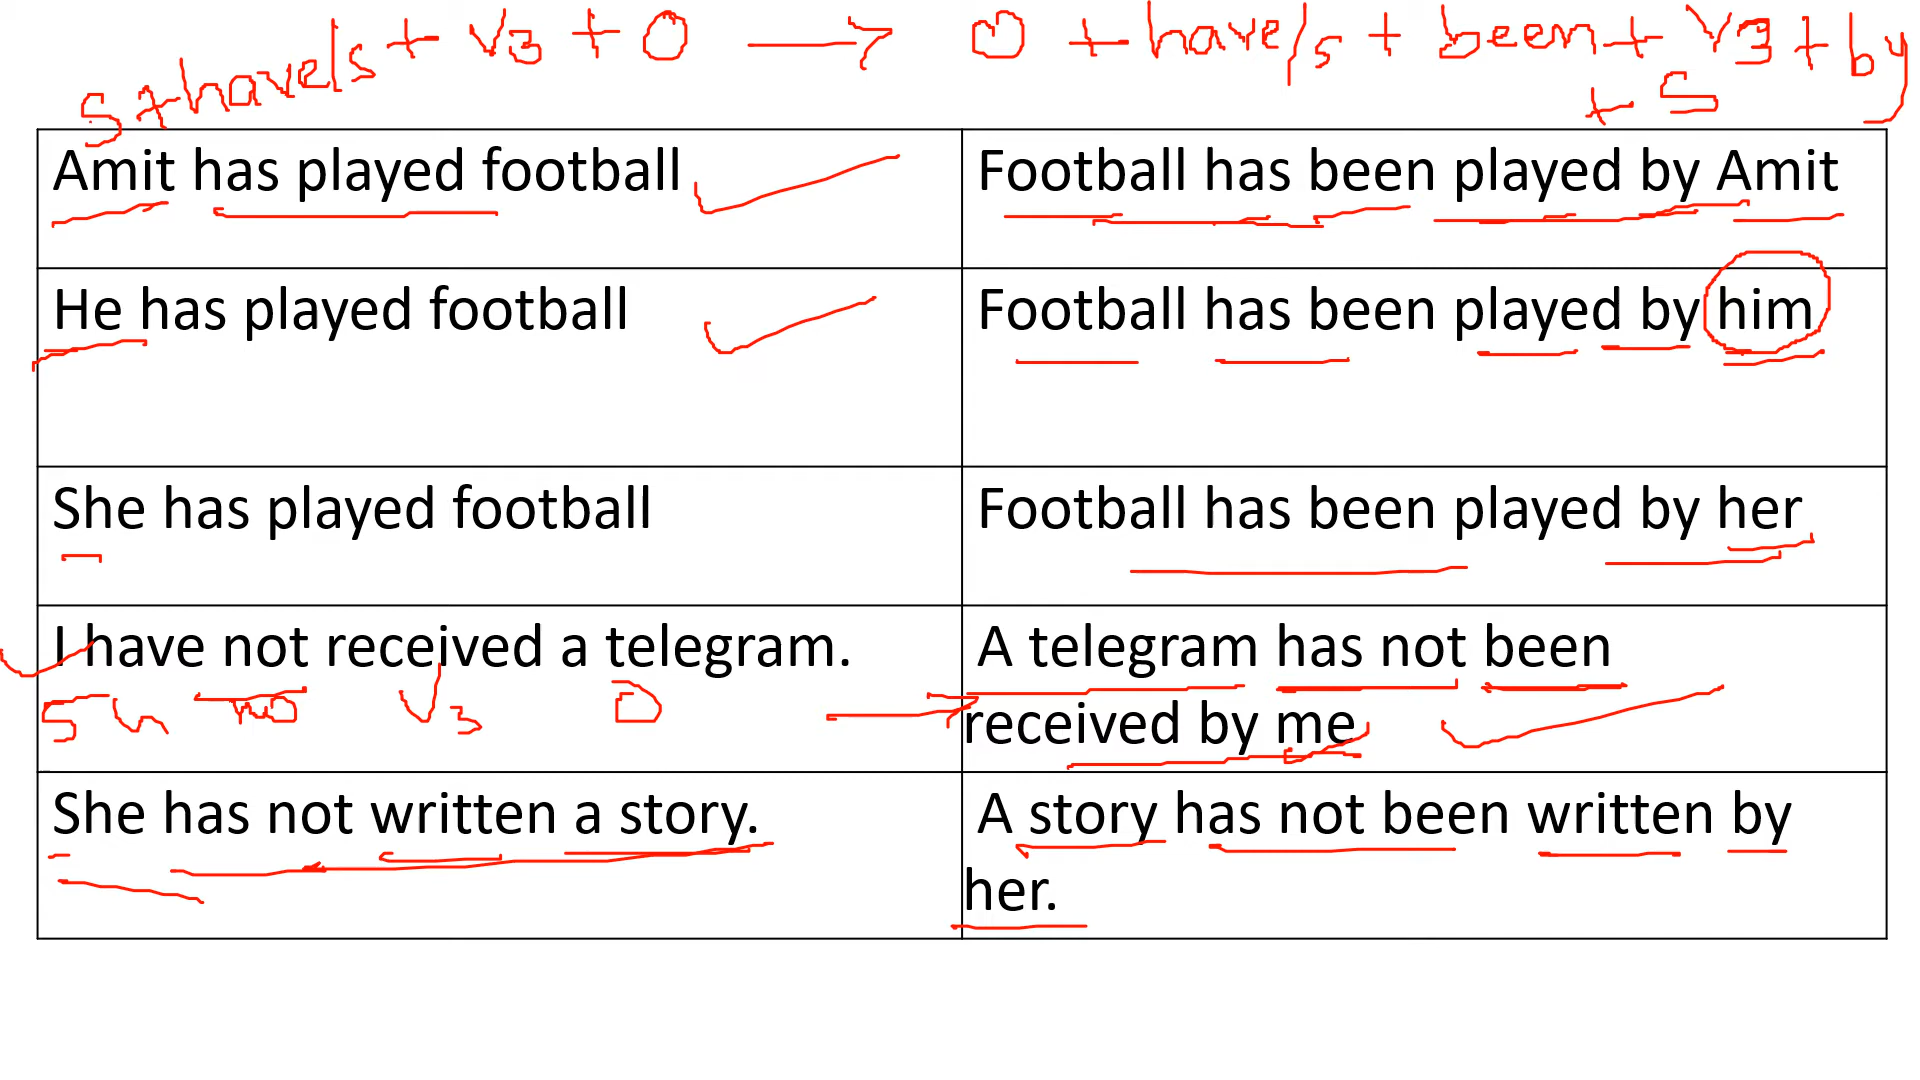 S + have/s + V3 + O → O + have/s + been + V3 + by
+ S
Amit has played football
Football has been played by Amit
He has played football
Football has been played by him
She has played football
Football has been played by her
I have not received a telegram.
A telegram has not been
received by me
S h no V3 O →
She has not written a story.
A story has not been written by
her.